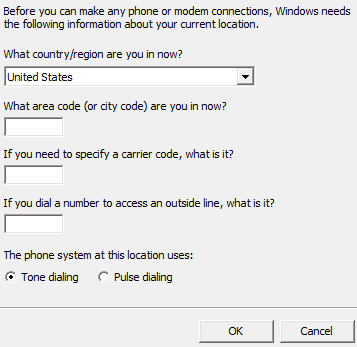 Before you can make any phone or modem connections, Windows needs
the following information about your current location.
What country/region are you in now?
United States
What area code (or city code) are you in now?
If you need to specify a carrier code, what is it?
If you dial a number to access an outside line, what is it?
The phone system at this location uses:
Tone dialing Pulse dialing
OK Cancel